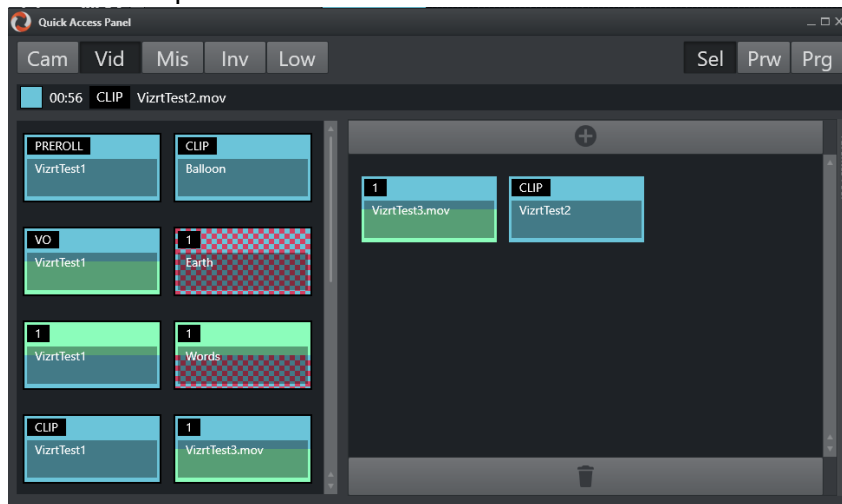 Quick Access Panel
Cam Vid Mis Inv Low Sel Prw Prg
00:56 CLIP VizrtTest2.mov
PREROLL
VizrtTest1
CLIP
Balloon
VO
VizrtTest1
1
Earth
1
VizrtTest1
1
Words
CLIP
VizrtTest1
1
VizrtTest3.mov
1
VizrtTest3.mov
CLIP
VizrtTest2